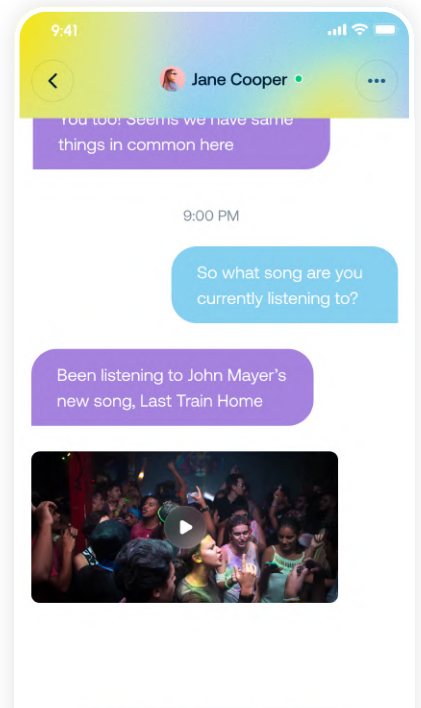 9:41
Jane Cooper
You too! Seems we have same
things in common here
9:00 PM
So what song are you
currently listening to?
Been listening to John Mayer’s
new song, Last Train Home